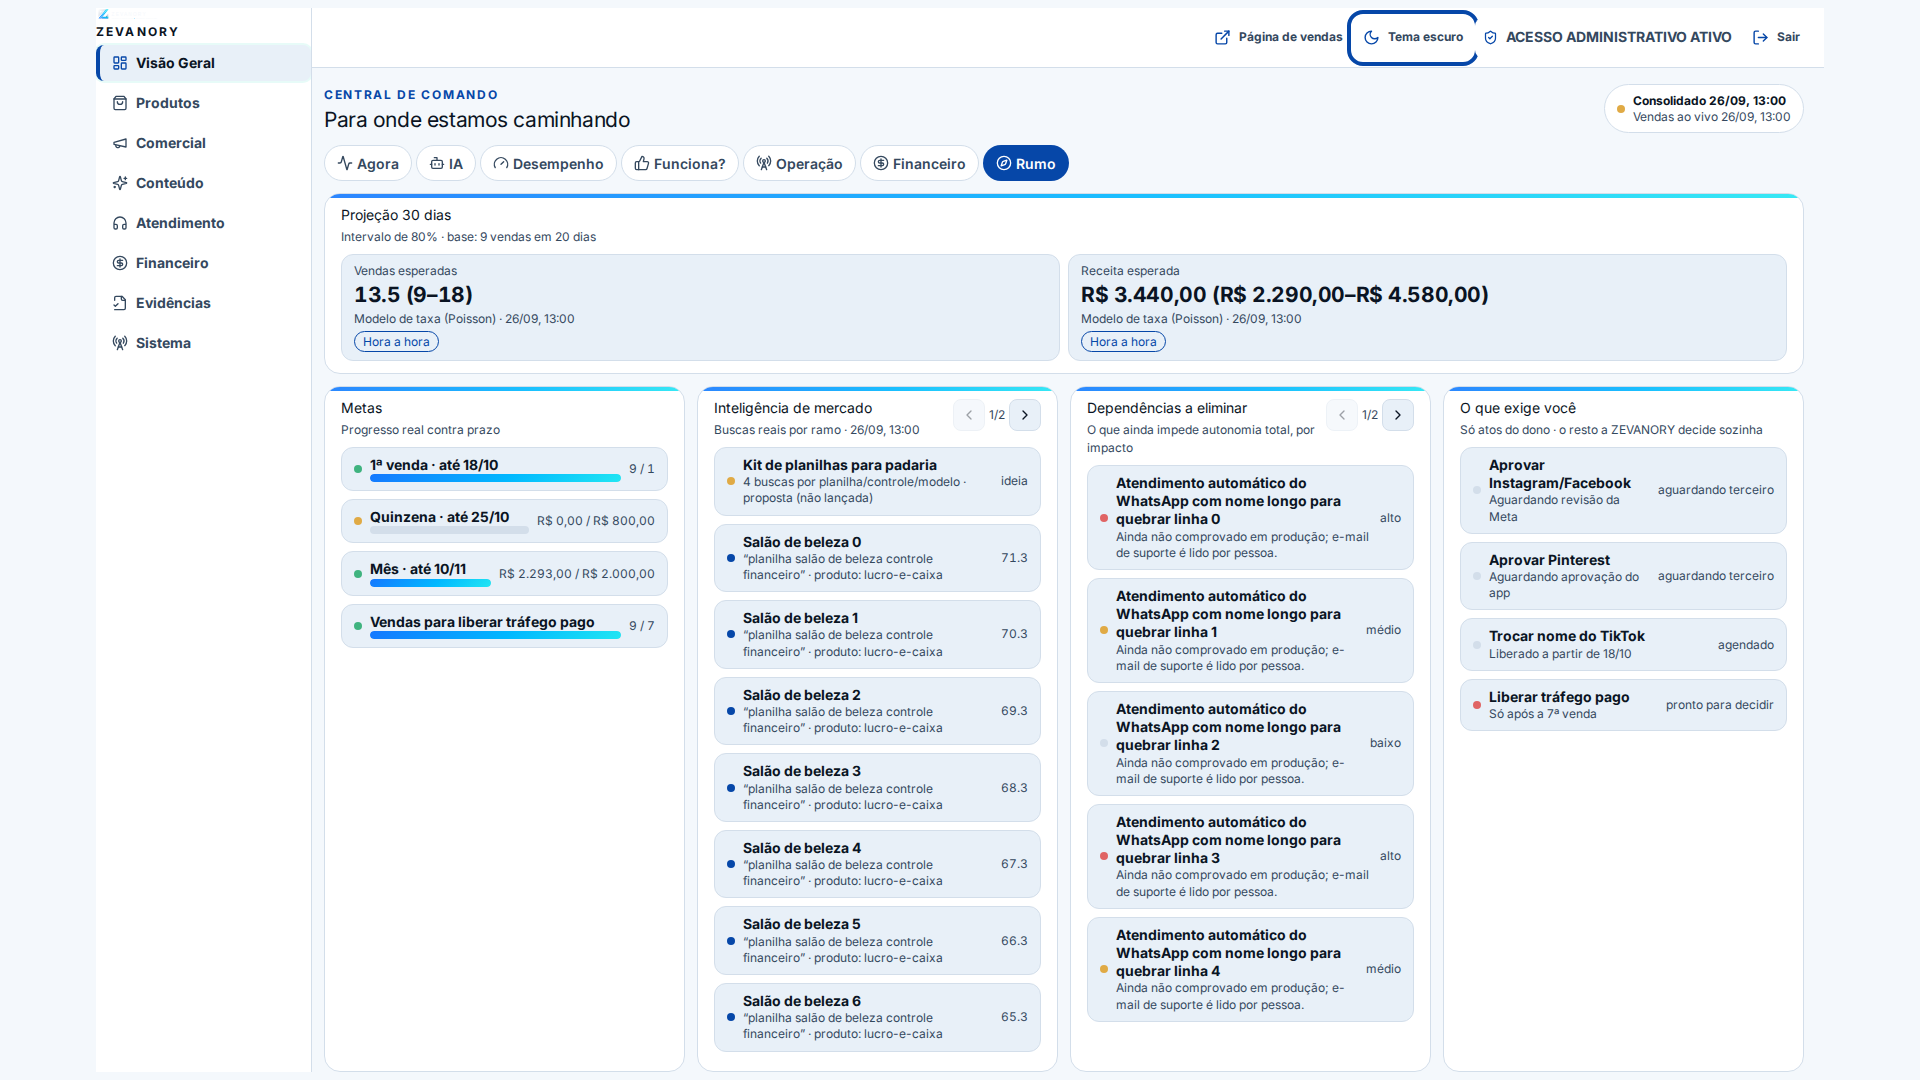 ZEVANORY
Visão Geral
Produtos
Comercial
Conteúdo
Atendimento
Financeiro
Evidências
Sistema
Página de vendas
Tema escuro
ACESSO ADMINISTRATIVO ATIVO
Sair
CENTRAL DE COMANDO
Para onde estamos caminhando
Consolidado 26/09, 13:00
Vendas ao vivo 26/09, 13:00
Agora
IA
Desempenho
Funciona?
Operação
Financeiro
Rumo
Projeção 30 dias
Intervalo de 80% · base: 9 vendas em 20 dias
Vendas esperadas
13.5 (9–18)
Modelo de taxa (Poisson) · 26/09, 13:00
Hora a hora
Receita esperada
R$ 3.440,00 (R$ 2.290,00–R$ 4.580,00)
Modelo de taxa (Poisson) · 26/09, 13:00
Hora a hora
Metas
Progresso real contra prazo
1ª venda · até 18/10
9 / 1
Quinzena · até 25/10
R$ 0,00 / R$ 800,00
Mês · até 10/11
R$ 2.293,00 / R$ 2.000,00
Vendas para liberar tráfego pago
9 / 7
Inteligência de mercado
Buscas reais por ramo · 26/09, 13:00
1/2
Kit de planilhas para padaria
4 buscas por planilha/controle/modelo ·
proposta (não lançada)
ideia
Salão de beleza 0
“planilha salão de beleza controle
financeiro” · produto: lucro-e-caixa
71.3
Salão de beleza 1
“planilha salão de beleza controle
financeiro” · produto: lucro-e-caixa
70.3
Salão de beleza 2
“planilha salão de beleza controle
financeiro” · produto: lucro-e-caixa
69.3
Salão de beleza 3
“planilha salão de beleza controle
financeiro” · produto: lucro-e-caixa
68.3
Salão de beleza 4
“planilha salão de beleza controle
financeiro” · produto: lucro-e-caixa
67.3
Salão de beleza 5
“planilha salão de beleza controle
financeiro” · produto: lucro-e-caixa
66.3
Salão de beleza 6
“planilha salão de beleza controle
financeiro” · produto: lucro-e-caixa
65.3
Dependências a eliminar
O que ainda impede autonomia total, por
impacto
1/2
Atendimento automático do
WhatsApp com nome longo para
quebrar linha 0
Ainda não comprovado em produção; e-mail
de suporte é lido por pessoa.
alto
Atendimento automático do
WhatsApp com nome longo para
quebrar linha 1
Ainda não comprovado em produção; e-
mail de suporte é lido por pessoa.
médio
Atendimento automático do
WhatsApp com nome longo para
quebrar linha 2
Ainda não comprovado em produção; e-
mail de suporte é lido por pessoa.
baixo
Atendimento automático do
WhatsApp com nome longo para
quebrar linha 3
Ainda não comprovado em produção; e-mail
de suporte é lido por pessoa.
alto
Atendimento automático do
WhatsApp com nome longo para
quebrar linha 4
Ainda não comprovado em produção; e-
mail de suporte é lido por pessoa.
médio
O que exige você
Só atos do dono · o resto a ZEVANORY decide sozinha
Aprovar
Instagram/Facebook
Aguardando revisão da
Meta
aguardando terceiro
Aprovar Pinterest
Aguardando aprovação do
app
aguardando terceiro
Trocar nome do TikTok
Liberado a partir de 18/10
agendado
Liberar tráfego pago
Só após a 7ª venda
pronto para decidir